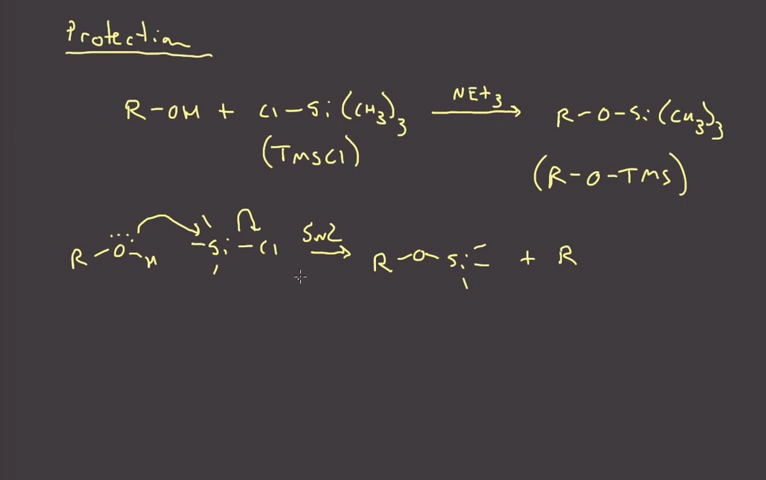 Protection
R-OH + Cl-Si(CH3)3 NEt3 R-O-Si(CH3)3
(TMSCl) (R-O-TMS)
R-O-H -Si-Cl SN2 R-O-Si + R